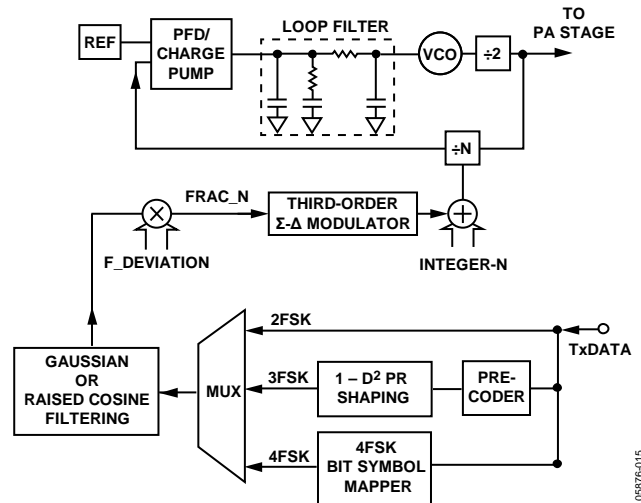 LOOP FILTER
TO
PA STAGE
REF
PFD/
CHARGE
PUMP
VCO
÷2
÷N
FRAC_N
THIRD-ORDER
Σ-Δ MODULATOR
F_DEVIATION
INTEGER-N
2FSK
TxDATA
GAUSSIAN
OR
RAISED COSINE
FILTERING
MUX
3FSK
1 – D² PR
SHAPING
PRE-
CODER
4FSK
4FSK
BIT SYMBOL
MAPPER
05876-015